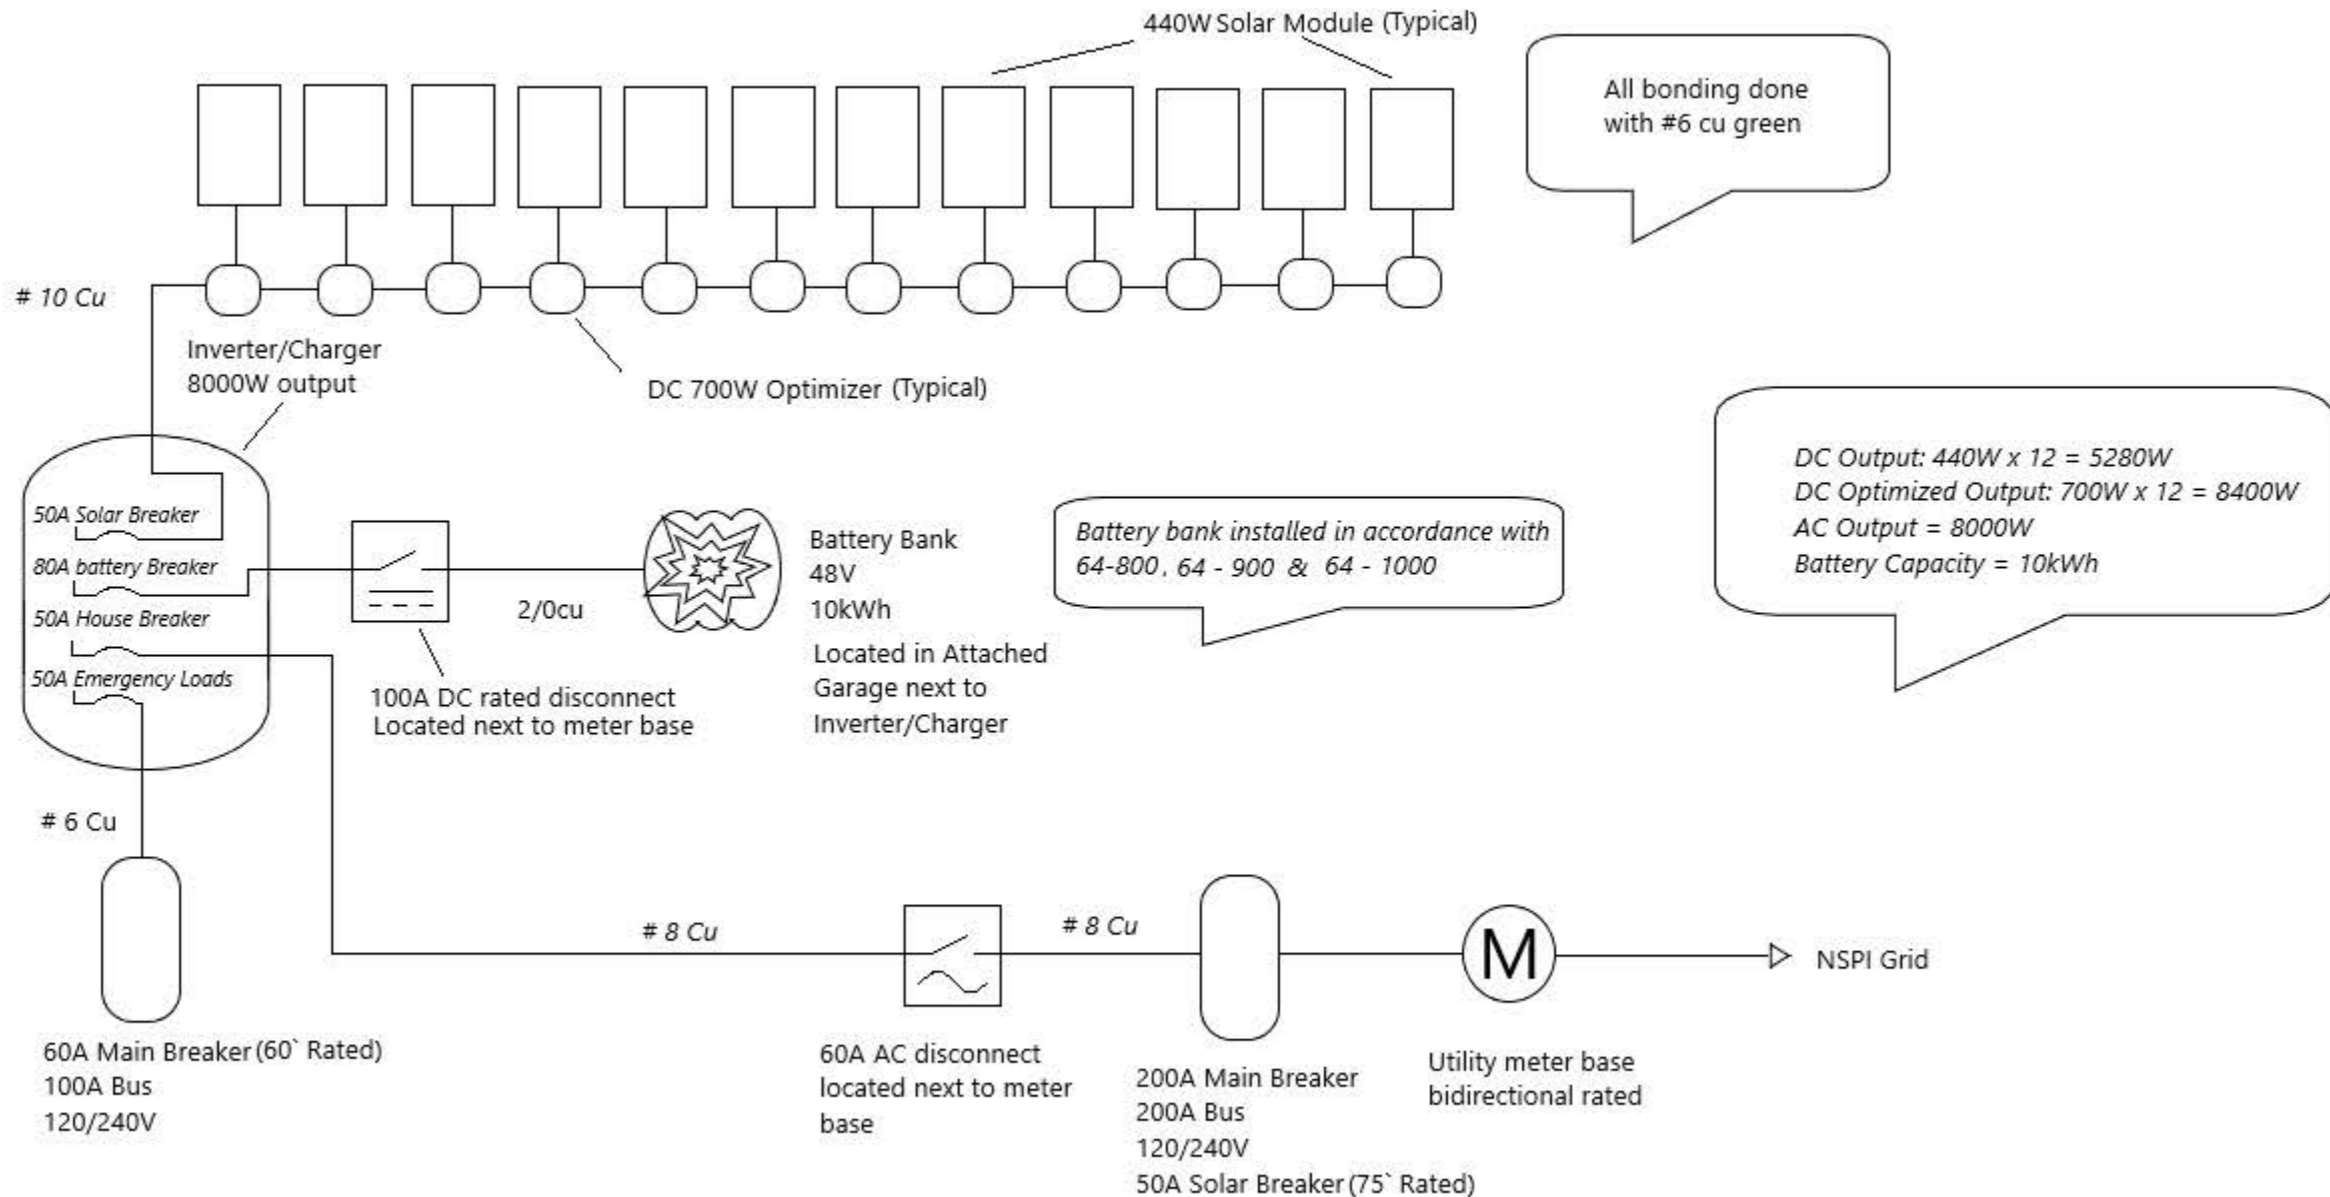 440W Solar Module (Typical)
All bonding done
with #6 cu green
# 10 Cu
Inverter/Charger
8000W output
DC 700W Optimizer (Typical)
DC Output: 440W x 12 = 5280W
DC Optimized Output: 700W x 12 = 8400W
AC Output = 8000W
Battery Capacity = 10kWh
50A Solar Breaker
80A battery Breaker
50A House Breaker
50A Emergency Loads
2/0cu
100A DC rated disconnect
Located next to meter base
Battery Bank
48V
10kWh
Located in Attached
Garage next to
Inverter/Charger
Battery bank installed in accordance with
64-800, 64 - 900 & 64 - 1000
# 6 Cu
60A Main Breaker (60` Rated)
100A Bus
120/240V
# 8 Cu
60A AC disconnect
located next to meter
base
# 8 Cu
200A Main Breaker
200A Bus
120/240V
50A Solar Breaker (75` Rated)
M
Utility meter base
bidirectional rated
NSPI Grid